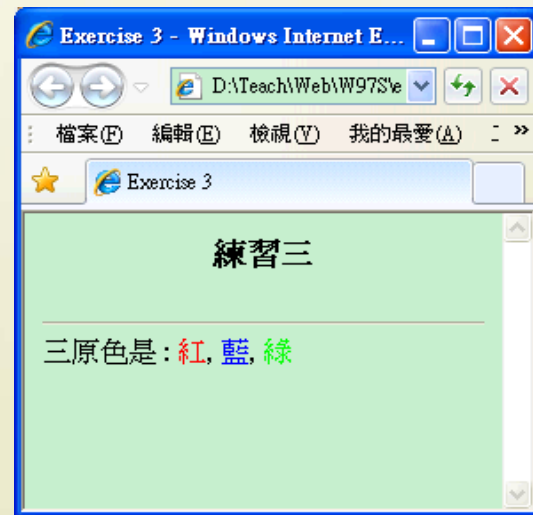 Exercise 3 - Windows Internet E...
D:\Teach\Web\W97S\e
檔案(F) 編輯(E) 檢視(V) 我的最愛(A) »
Exercise 3
練習三
三原色是 : 紅, 藍, 綠